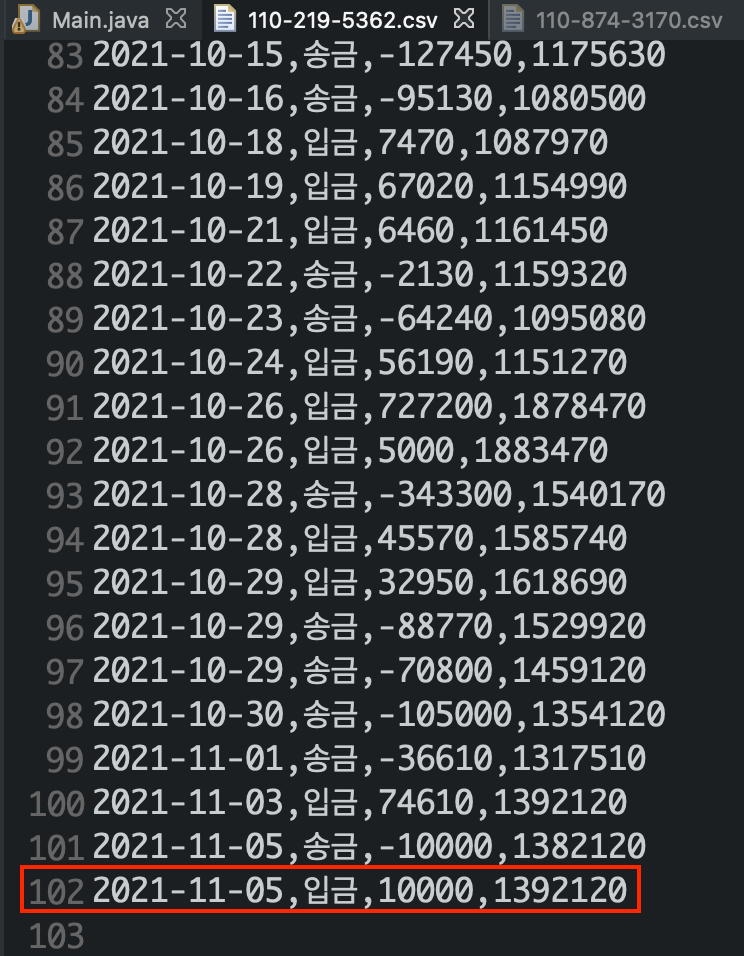 Main.java 110-219-5362.csv 110-874-3170.csv
83 2021-10-15,송금,-127450,1175630
84 2021-10-16,송금,-95130,1080500
85 2021-10-18,입금,7470,1087970
86 2021-10-19,입금,67020,1154990
87 2021-10-21,입금,6460,1161450
88 2021-10-22,송금,-2130,1159320
89 2021-10-23,송금,-64240,1095080
90 2021-10-24,입금,56190,1151270
91 2021-10-26,입금,727200,1878470
92 2021-10-26,입금,5000,1883470
93 2021-10-28,송금,-343300,1540170
94 2021-10-28,입금,45570,1585740
95 2021-10-29,입금,32950,1618690
96 2021-10-29,송금,-88770,1529920
97 2021-10-29,송금,-70800,1459120
98 2021-10-30,송금,-105000,1354120
99 2021-11-01,송금,-36610,1317510
100 2021-11-03,입금,74610,1392120
101 2021-11-05,송금,-10000,1382120
102 2021-11-05,입금,10000,1392120
103